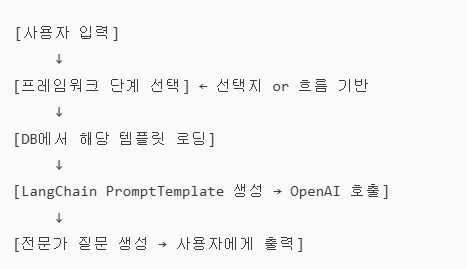 [사용자 입력]
↓
[프레임워크 단계 선택] ← 선택지 or 흐름 기반
↓
[DB에서 해당 템플릿 로딩]
↓
[LangChain PromptTemplate 생성 → OpenAI 호출]
↓
[전문가 질문 생성 → 사용자에게 출력]